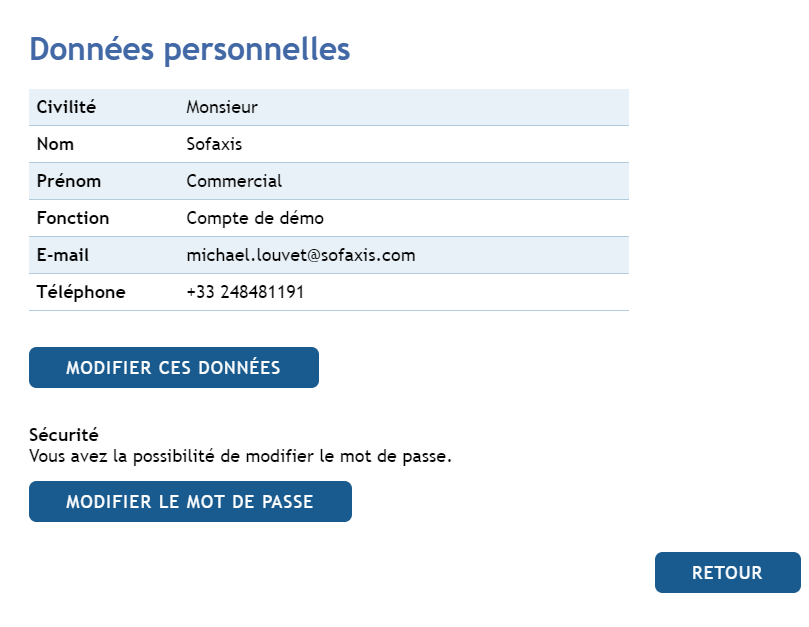 Données personnelles
Civilité Monsieur
Nom Sofaxis
Prénom Commercial
Fonction Compte de démo
E-mail michael.louvet@sofaxis.com
Téléphone +33 248481191
MODIFIER CES DONNÉES
Sécurité
Vous avez la possibilité de modifier le mot de passe.
MODIFIER LE MOT DE PASSE
RETOUR